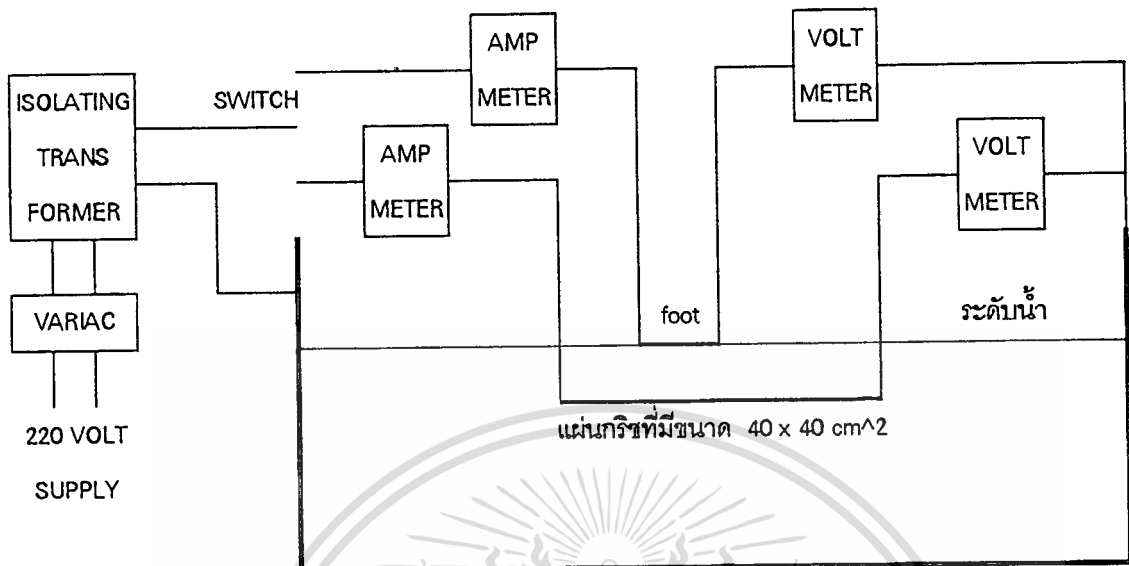 AMP
METER
VOLT
METER
ISOLATING
TRANS
FORMER
SWITCH
AMP
METER
VOLT
METER
VARIAC
foot
ระดับน้ำ
220 VOLT
SUPPLY
แผ่นกริซที่มีขนาด 40 x 40 cm^2